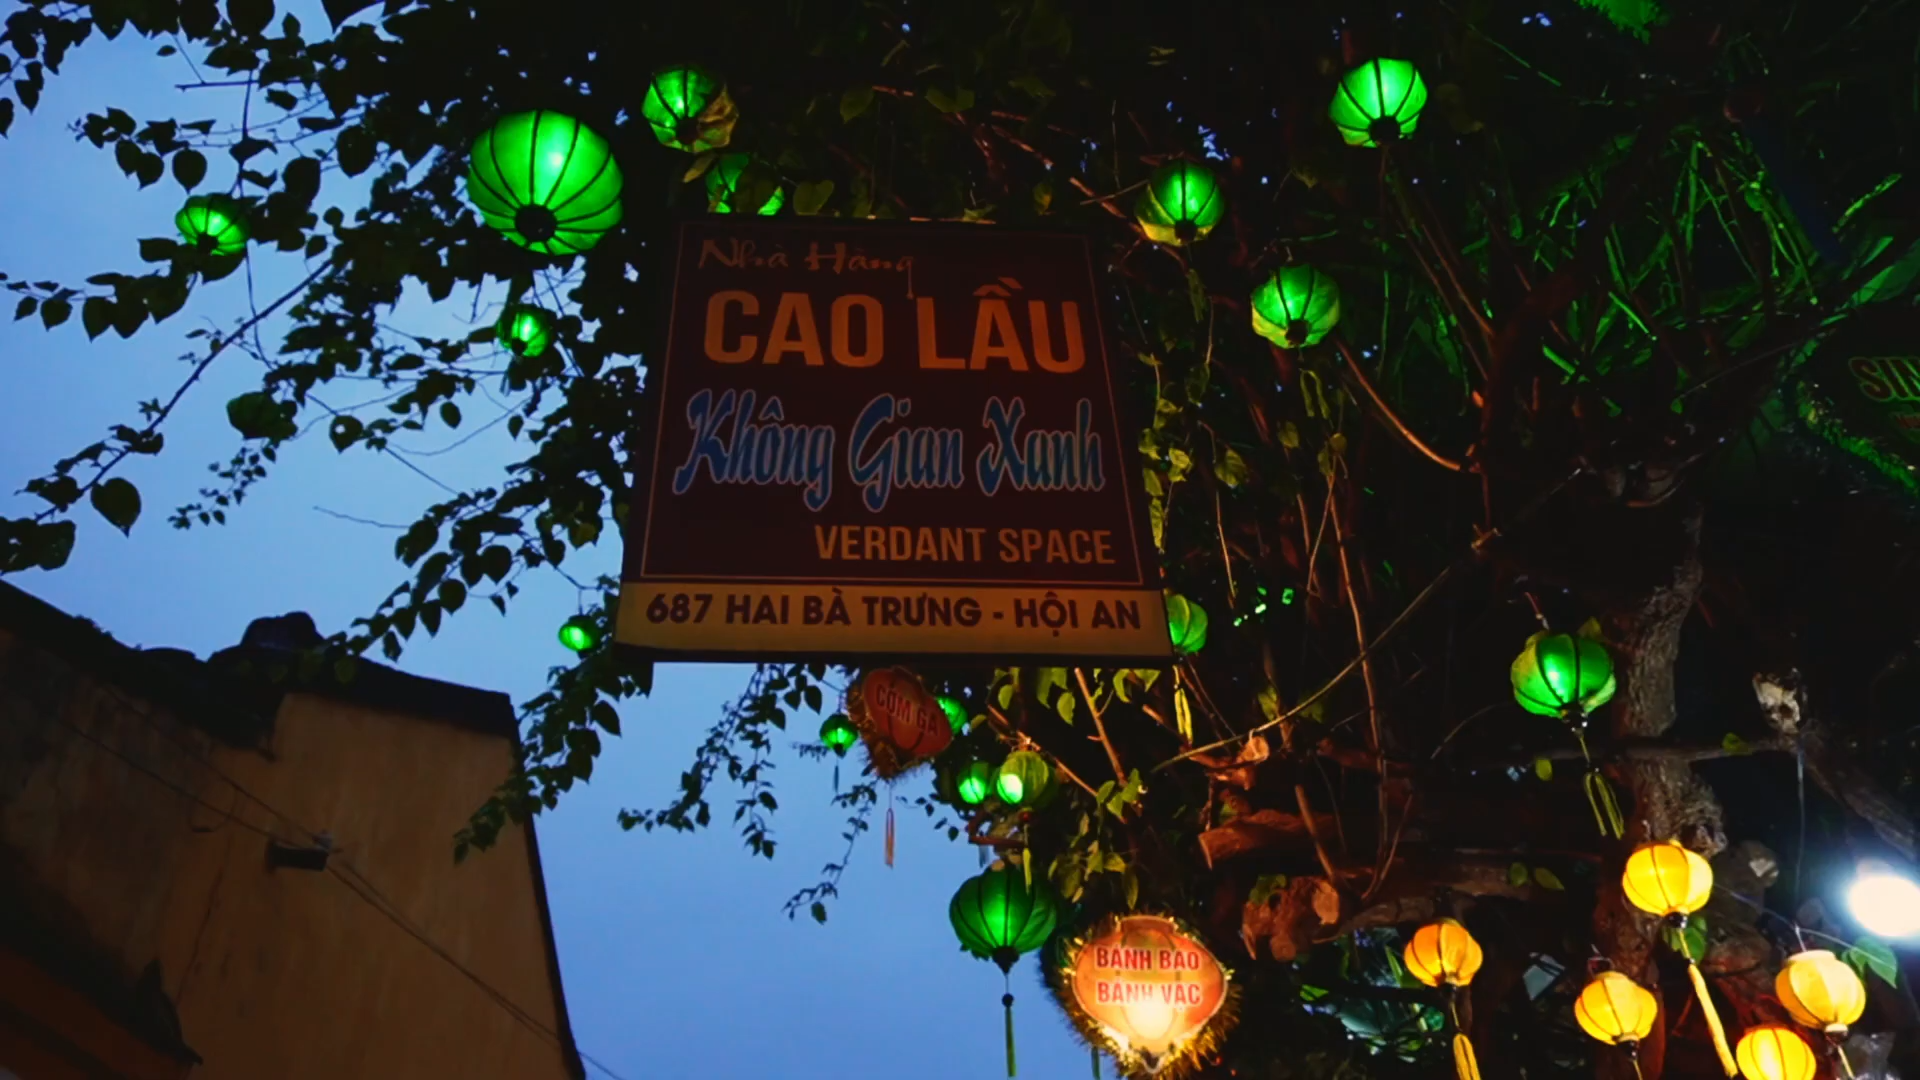 Nhà Hàng
CAO LẦU
Không Gian Xanh
VERDANT SPACE
687 HAI BÀ TRƯNG - HỘI AN
CƠM GÀ
BÁNH BAO
BÁNH VẠC